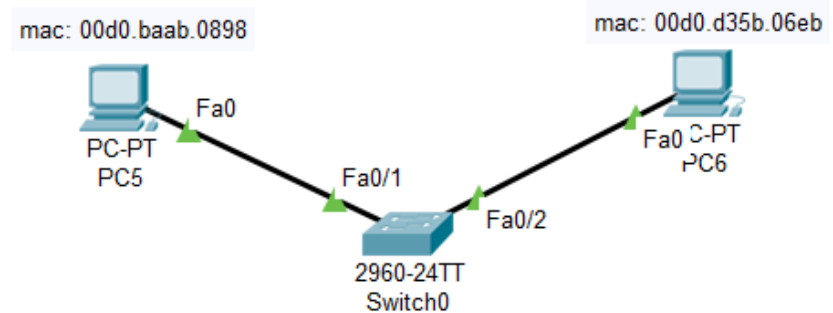 mac: 00d0.baab.0898
mac: 00d0.d35b.06eb
Fa0
PC-PT
PC5
Fa0
C-PT
PC6
Fa0/1
Fa0/2
2960-24TT
Switch0